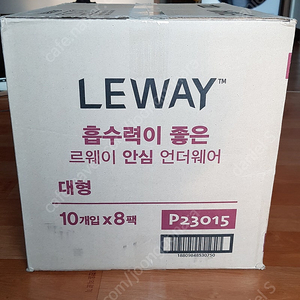 LEWAY™
흡수력이 좋은
르웨이 안심 언더웨어
대형
10개입 x 8팩
P23015